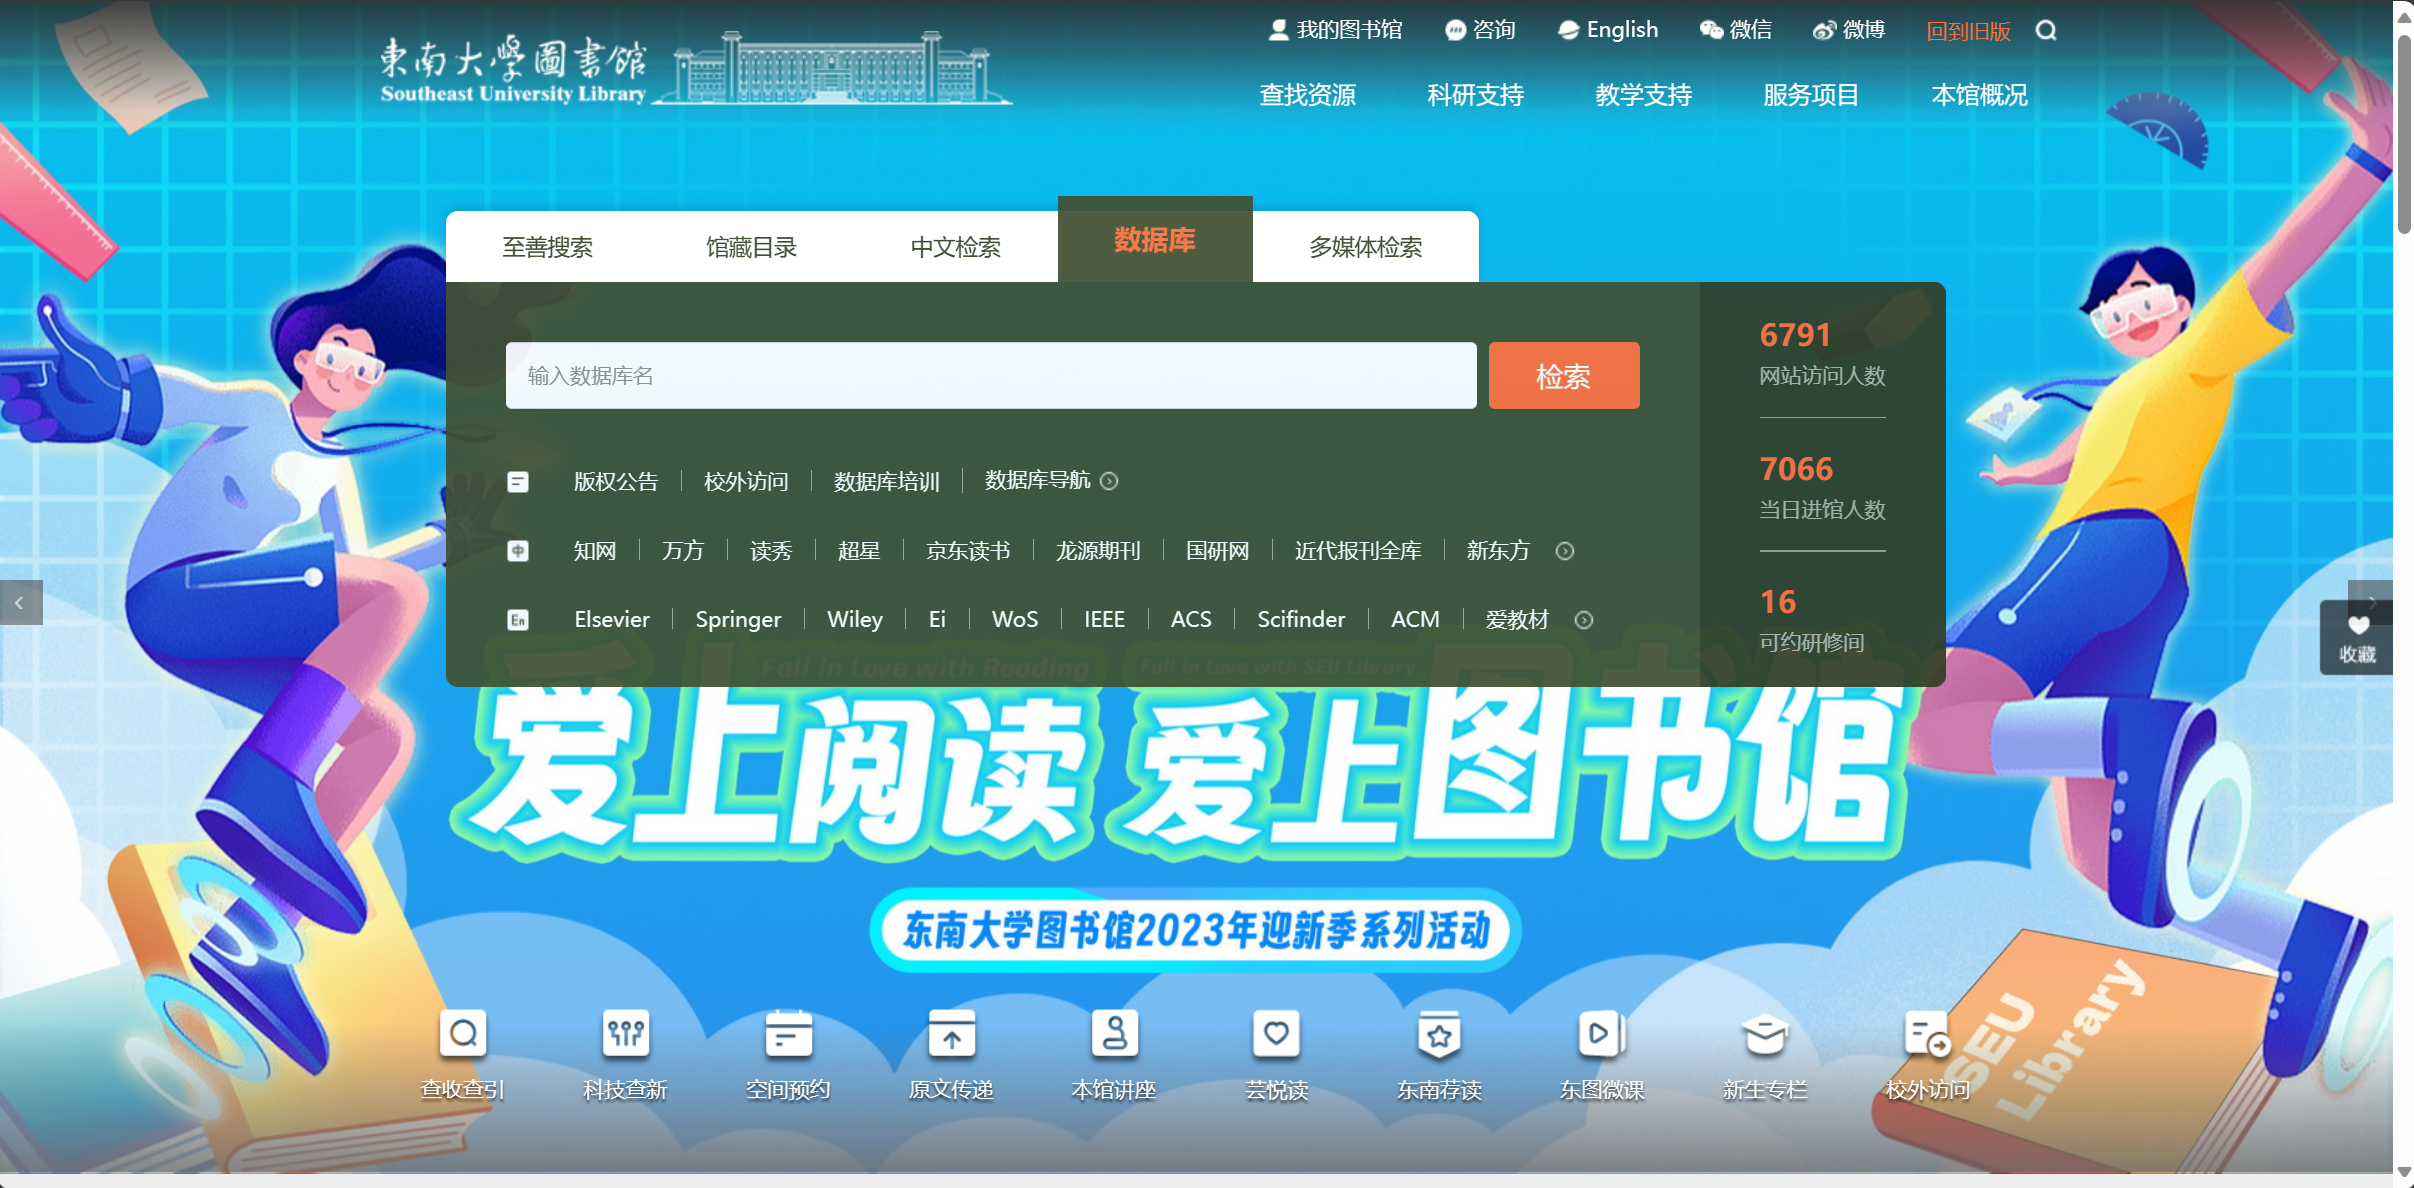 我的图书馆 咨询 English 微信 微博 回到旧版
東南大學圖書館
Southeast University Library
查找资源 科研支持 教学支持 服务项目 本馆概况
至善搜索 馆藏目录 中文检索 数据库 多媒体检索
输入数据库名 检索
6791
网站访问人数
7066
当日进馆人数
16
可约研修间
版权公告 校外访问 数据库培训 数据库导航
中 知网 万方 读秀 超星 京东读书 龙源期刊 国研网 近代报刊全库 新东方
En Elsevier Springer Wiley Ei WoS IEEE ACS Scifinder ACM 爱教材
收藏
Fall in Love with Reading Fall in Love with SEU Library
爱上阅读 爱上图书馆
东南大学图书馆2023年迎新季系列活动
SEU
Library
查收查引 科技查新 空间预约 原文传递 本馆讲座 芸悦读 东南荐读 东图微课 新生专栏 校外访问